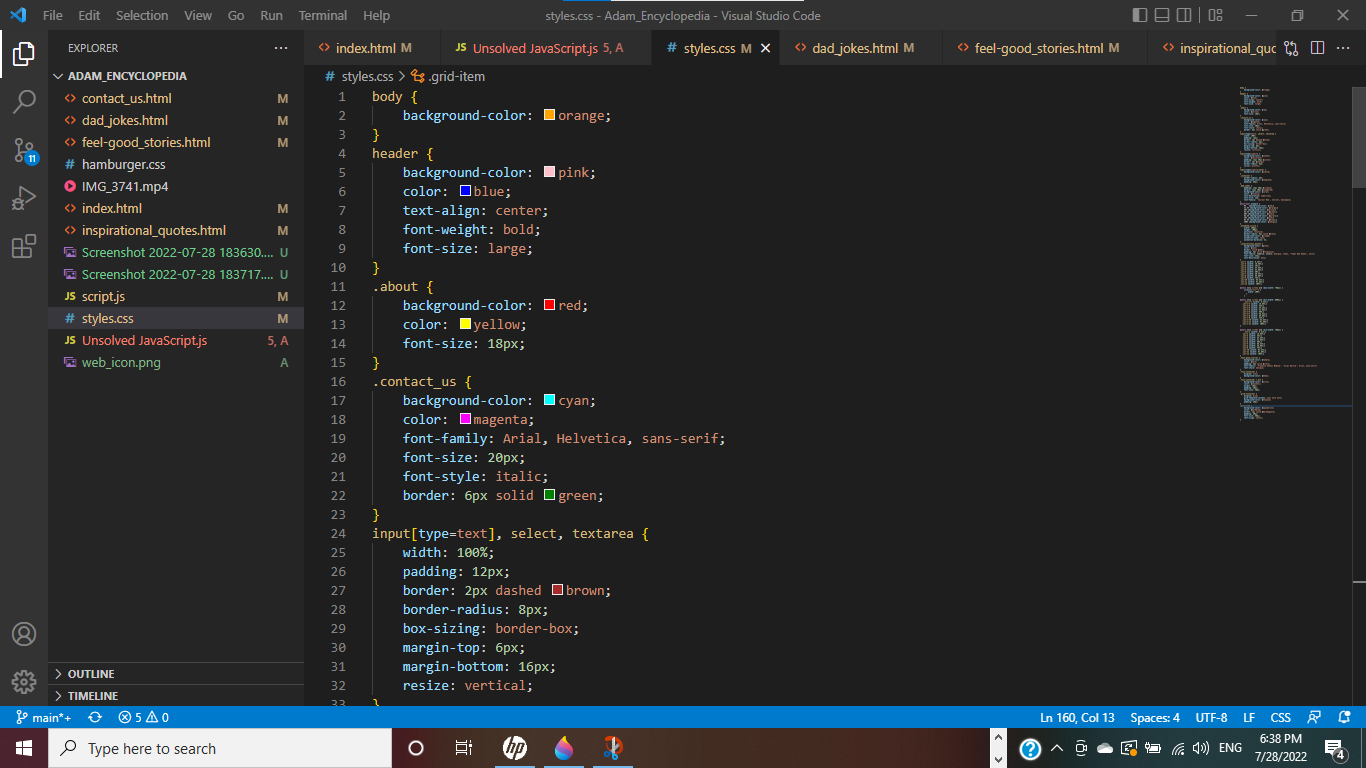 File Edit Selection View Go Run Terminal Help
styles.css - Adam_Encyclopedia - Visual Studio Code
EXPLORER
index.html M
JS Unsolved JavaScript.js 5, A
# styles.css M
dad_jokes.html M
feel-good_stories.html M
inspirational_quo
ADAM_ENCYCLOPEDIA
contact_us.html M
dad_jokes.html M
feel-good_stories.html M
# hamburger.css
IMG_3741.mp4
index.html M
inspirational_quotes.html M
Screenshot 2022-07-28 183630.... U
Screenshot 2022-07-28 183717.... U
JS script.js M
# styles.css M
JS Unsolved JavaScript.js 5, A
web_icon.png A
OUTLINE
TIMELINE
11
# styles.css > .grid-item
1 body {
2 background-color: orange;
3 }
4 header {
5 background-color: pink;
6 color: blue;
7 text-align: center;
8 font-weight: bold;
9 font-size: large;
10 }
11 .about {
12 background-color: red;
13 color: yellow;
14 font-size: 18px;
15 }
16 .contact_us {
17 background-color: cyan;
18 color: magenta;
19 font-family: Arial, Helvetica, sans-serif;
20 font-size: 20px;
21 font-style: italic;
22 border: 6px solid green;
23 }
24 input[type=text], select, textarea {
25 width: 100%;
26 padding: 12px;
27 border: 2px dashed brown;
28 border-radius: 8px;
29 box-sizing: border-box;
30 margin-top: 6px;
31 margin-bottom: 16px;
32 resize: vertical;
33 }
main*+ 5 0
Ln 160, Col 13 Spaces: 4 UTF-8 LF CSS
Type here to search
hp
ENG
6:38 PM
7/28/2022
4